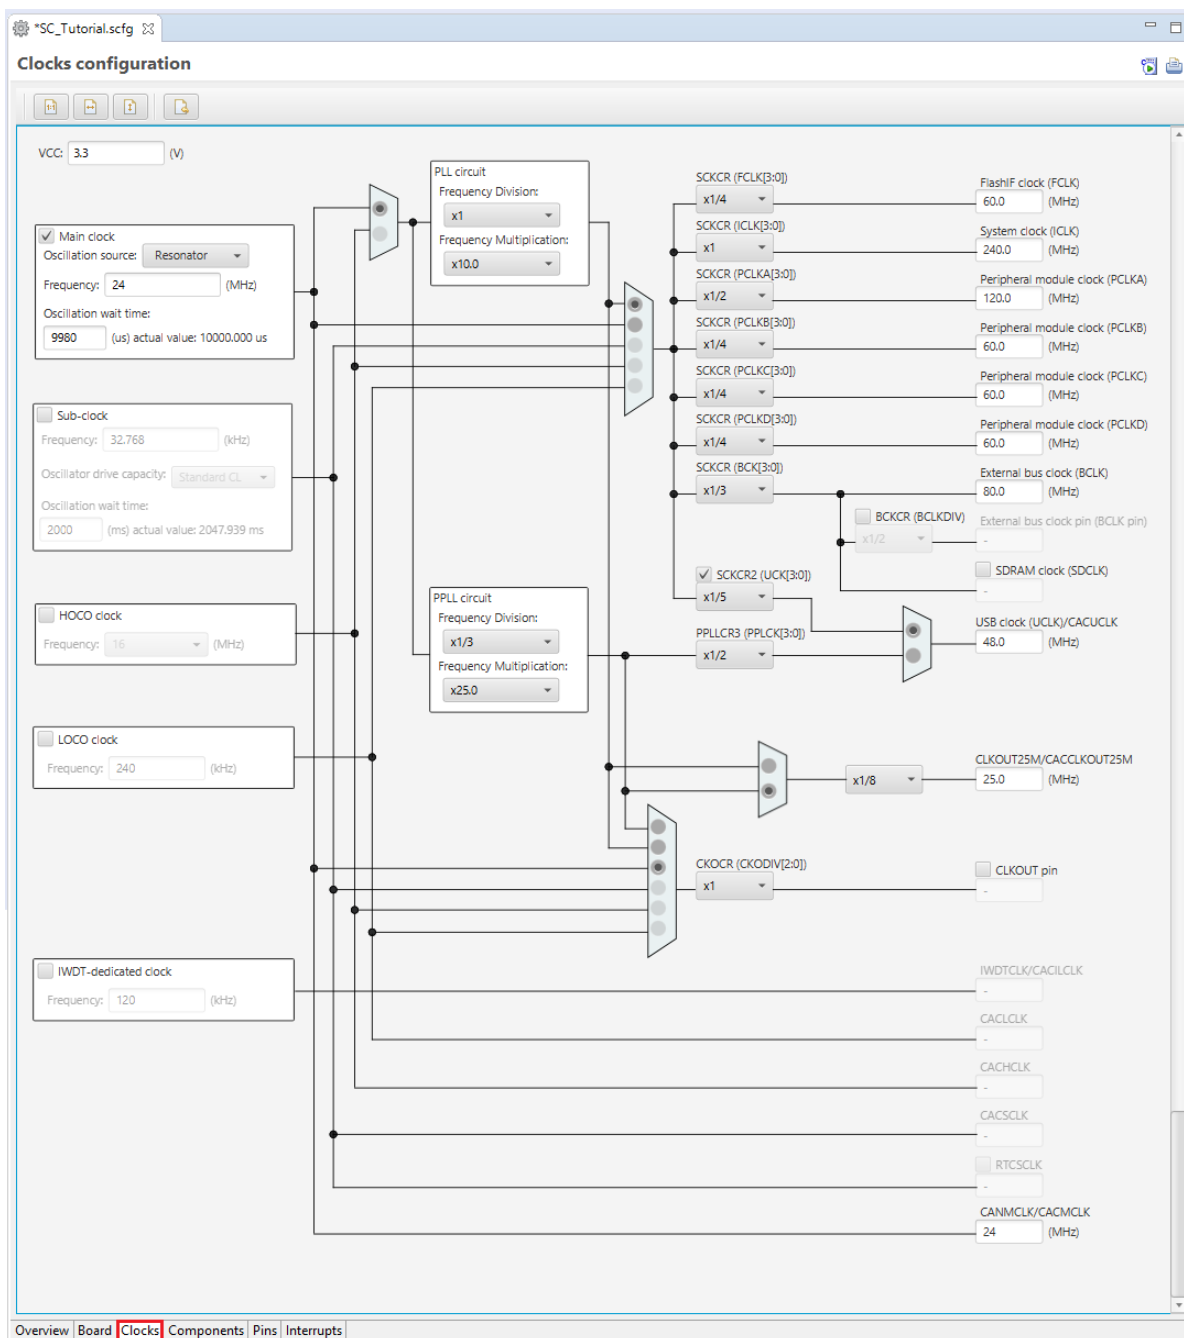 *SC_Tutorial.scfg
Clocks configuration
VCC: 3.3 (V)
Main clock
Oscillation source: Resonator
Frequency: 24 (MHz)
Oscillation wait time:
9980 (us) actual value: 10000.000 us
Sub-clock
Frequency: 32.768 (kHz)
Oscillator drive capacity: Standard CL
Oscillation wait time:
2000 (ms) actual value: 2047.939 ms
HOCO clock
Frequency: 16 (MHz)
LOCO clock
Frequency: 240 (kHz)
IWDT-dedicated clock
Frequency: 120 (kHz)
PLL circuit
Frequency Division:
x1
Frequency Multiplication:
x10.0
PPLL circuit
Frequency Division:
x1/3
Frequency Multiplication:
x25.0
SCKCR (FCLK[3:0])
x1/4
FlashIF clock (FCLK)
60.0 (MHz)
SCKCR (ICLK[3:0])
x1
System clock (ICLK)
240.0 (MHz)
SCKCR (PCLKA[3:0])
x1/2
Peripheral module clock (PCLKA)
120.0 (MHz)
SCKCR (PCLKB[3:0])
x1/4
Peripheral module clock (PCLKB)
60.0 (MHz)
SCKCR (PCLKC[3:0])
x1/4
Peripheral module clock (PCLKC)
60.0 (MHz)
SCKCR (PCLKD[3:0])
x1/4
Peripheral module clock (PCLKD)
60.0 (MHz)
SCKCR (BCK[3:0])
x1/3
External bus clock (BCLK)
80.0 (MHz)
BCKCR (BCLKDIV)
x1/2
External bus clock pin (BCLK pin)
-
SDRAM clock (SDCLK)
-
SCKCR2 (UCK[3:0])
x1/5
PPLLCR3 (PPLCK[3:0])
x1/2
USB clock (UCLK)/CACUCLK
48.0 (MHz)
x1/8
CLKOUT25M/CACCLKOUT25M
25.0 (MHz)
CKOCR (CKODIV[2:0])
x1
CLKOUT pin
-
IWDTCLK/CACILCLK
-
CACLCLK
-
CACHCLK
-
CACSCLK
-
RTCSCLK
-
CANMCLK/CACMCLK
24 (MHz)
Overview Board Clocks Components Pins Interrupts